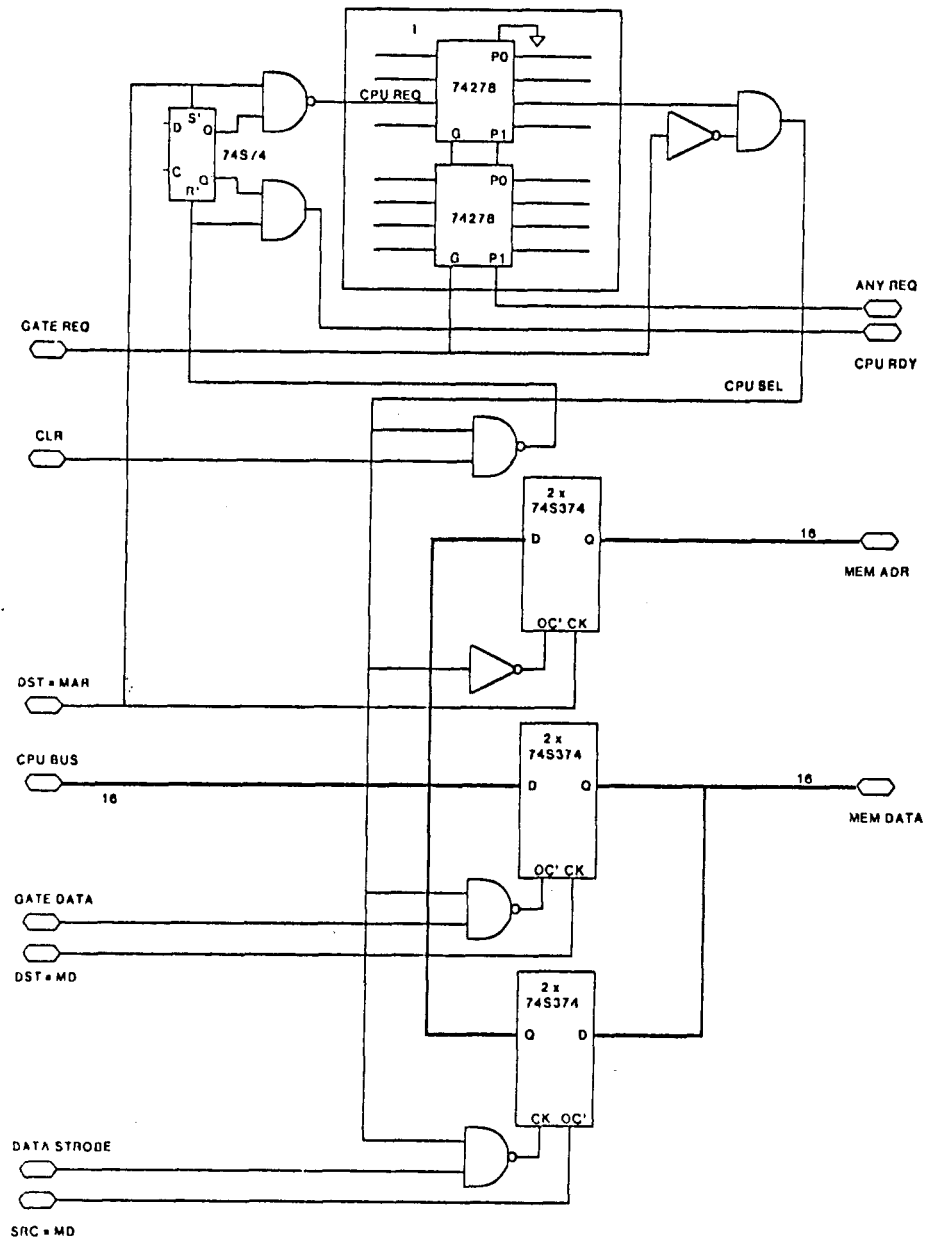 1
P0
74278
CPU REQ
S'
D
Q
74S/4
C
Q
R'
G
P1
P0
74278
G
P1
ANY REQ
GATE REQ
CPU RDY
CPU SEL
CLR
2 x
74S374
D
Q
16
MEM ADR
OC' CK
DST = MAR
2 x
74S374
CPU BUS
D
Q
16
16
MEM DATA
OC' CK
GATE DATA
DST = MD
2 x
74S374
Q
D
CK OC'
DATA STROBE
SRC = MD